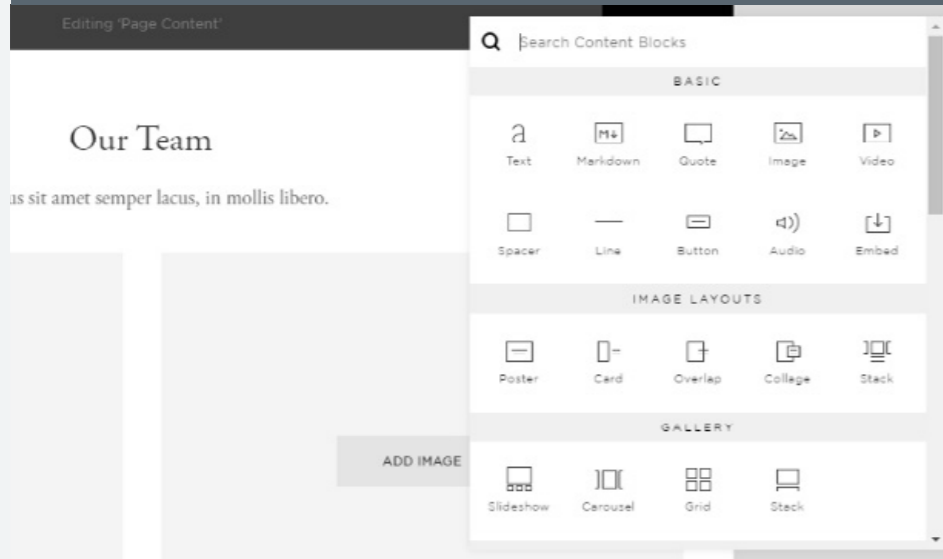 Editing 'Page Content'
Our Team
us sit amet semper lacus, in mollis libero.
ADD IMAGE
Search Content Blocks
BASIC
a
Text
M
Markdown
Quote
Image
Video
Spacer
Line
Button
Audio
Embed
IMAGE LAYOUTS
Poster
Card
Overlap
Collage
Stack
GALLERY
Slideshow
Carousel
Grid
Stack